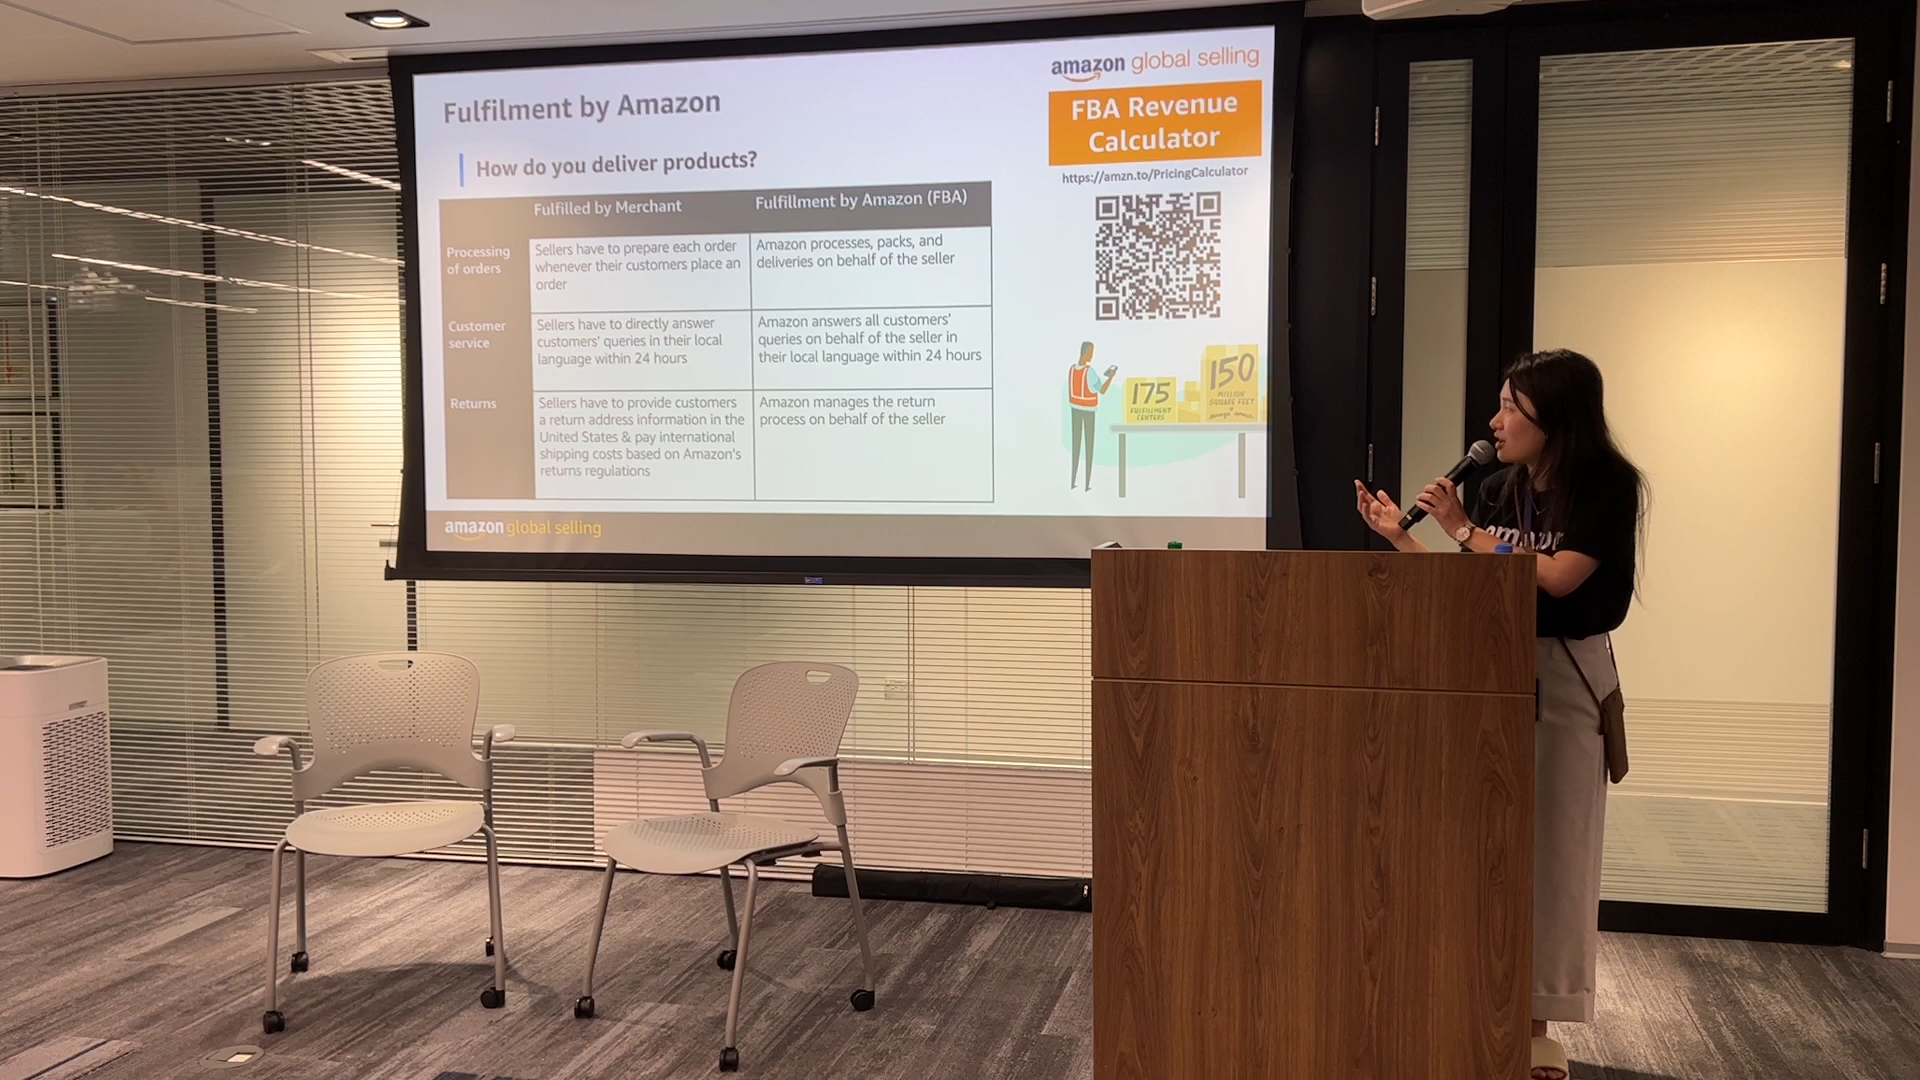 Fulfilment by Amazon
How do you deliver products?
Fulfilled by Merchant
Fulfillment by Amazon (FBA)
Processing
of orders
Sellers have to prepare each order
whenever their customers place an
order
Amazon processes, packs, and
deliveries on behalf of the seller
Customer
service
Sellers have to directly answer
customers' queries in their local
language within 24 hours
Amazon answers all customers'
queries on behalf of the seller in
their local language within 24 hours
Returns
Sellers have to provide customers
a return address information in the
United States & pay international
shipping costs based on Amazon's
returns regulations
Amazon manages the return
process on behalf of the seller
amazon global selling
amazon global selling
FBA Revenue
Calculator
https://amzn.to/PricingCalculator
175
FULFILLMENT
CENTERS
150
MILLION
SQUARE FEET